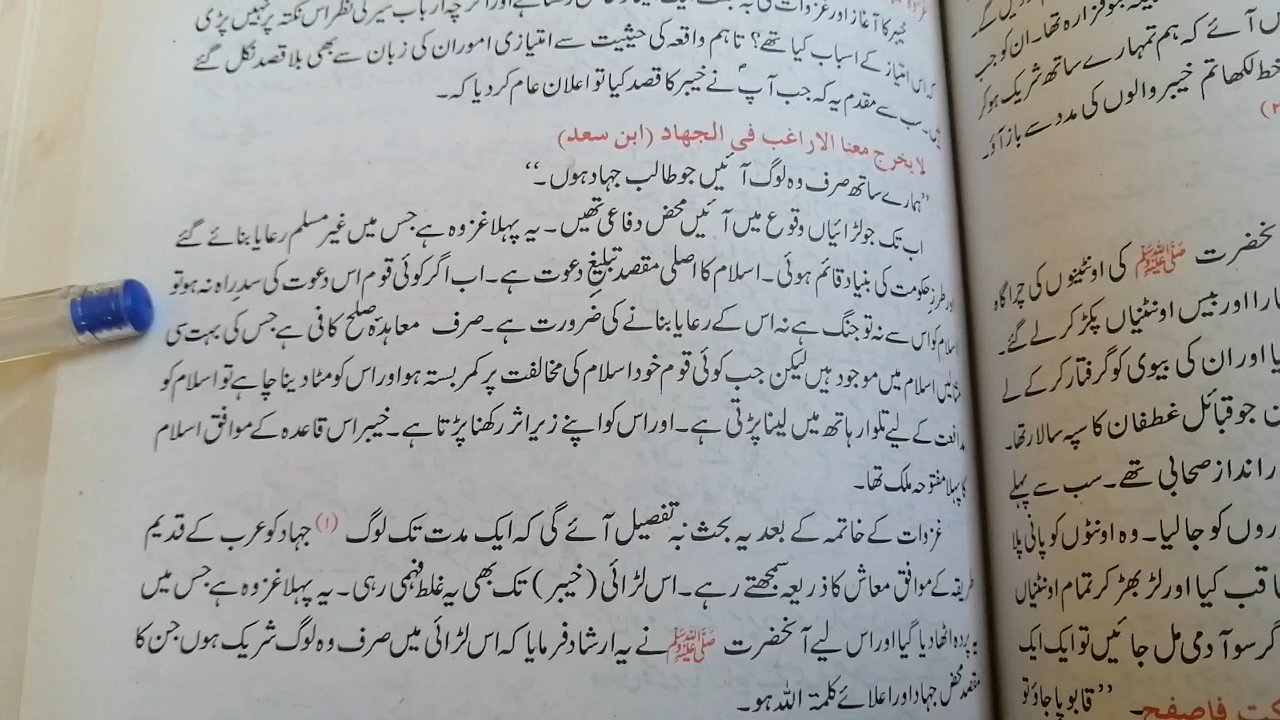 خیبر کا آغاز اور غزوات کی بہ
اس امتیاز کے اسباب کیا تھے؟ تاہم واقعہ کی حیثیت سے امتیازی امور ان کی زبان سے بھی بلا قصد نکل گئے
سب سے مقدم یہ کہ جب آپؐ نے خیبر کا قصد کیا تو اعلان عام کر دیا کہ۔
لا یخرج معنا الا راغب فی الجهاد (ابن سعد)
”ہمارے ساتھ صرف وہ لوگ آئیں جو طالب جہاد ہوں۔“
اب تک جو لڑائیاں وقوع میں آئیں محض دفاعی تھیں۔ یہ پہلا غزوہ ہے جس میں غیر مسلم رعایا بنائے گئے
اور طرز حکومت کی بنیاد قائم ہوئی۔ اسلام کا اصلی مقصد تبلیغِ دعوت ہے۔ اب اگر کوئی قوم اس دعوت کی سدِراہ نہ ہو تو
اسلام کو اس سے نہ تو جنگ ہے نہ اس کے رعایا بنانے کی ضرورت ہے۔ صرف معاہدۂ صلح کافی ہے جس کی بہت سی
مثالیں اسلام میں موجود ہیں لیکن جب کوئی قوم خود اسلام کی مخالفت پر کمر بستہ ہو اور اس کو مٹا دینا چاہے تو اسلام کو
مدافعت کے لیے تلوار ہاتھ میں لینا پڑتی ہے۔ اور اس کو اپنے زیر اثر رکھنا پڑتا ہے۔ خیبر اس قاعدہ کے موافق اسلام
کا پہلا مفتوحہ ملک تھا۔
غزوات کے خاتمہ کے بعد یہ بحث بہ تفصیل آئے گی کہ ایک مدت تک لوگ (۱) جہاد کو عرب کے قدیم
طریقہ کے موافق معاش کا ذریعہ سمجھتے رہے۔ اس لڑائی (خیبر) تک بھی یہ غلط فہمی رہی۔ یہ پہلا غزوہ ہے جس میں
یہ پردہ اٹھا دیا گیا اور اس لیے آنحضرت ﷺ نے یہ ارشاد فرمایا کہ اس لڑائی میں صرف وہ لوگ شریک ہوں جن کا
مقصد محض جہاد اور اعلائے کلمۃ اللہ ہو۔
فزارہ تھا۔ ان کو جب
آئے کہ ہم تمہارے ساتھ شریک ہو کر
خط لکھا تم خیبر والوں کی مدد سے باز آؤ۔
(۲)
نحضرت ﷺ کی اونٹنیوں کی چراگاہ
ارا اور بیس اونٹنیاں پکڑ کر لے گئے۔
یا اور ان کی بیوی کو گرفتار کر کے لے
جو قبائل غطفان کا سپہ سالار تھا۔
ر انداز صحابی تھے۔ سب سے پہلے
روں کو جا لیا۔ وہ اونٹوں کو پانی پلا
قب کیا اور لڑ بھڑ کر تمام اونٹنیاں
گر سو آدمی مل جائیں تو ایک ایک
”قابو پا جاؤ تو
فاصفح۔